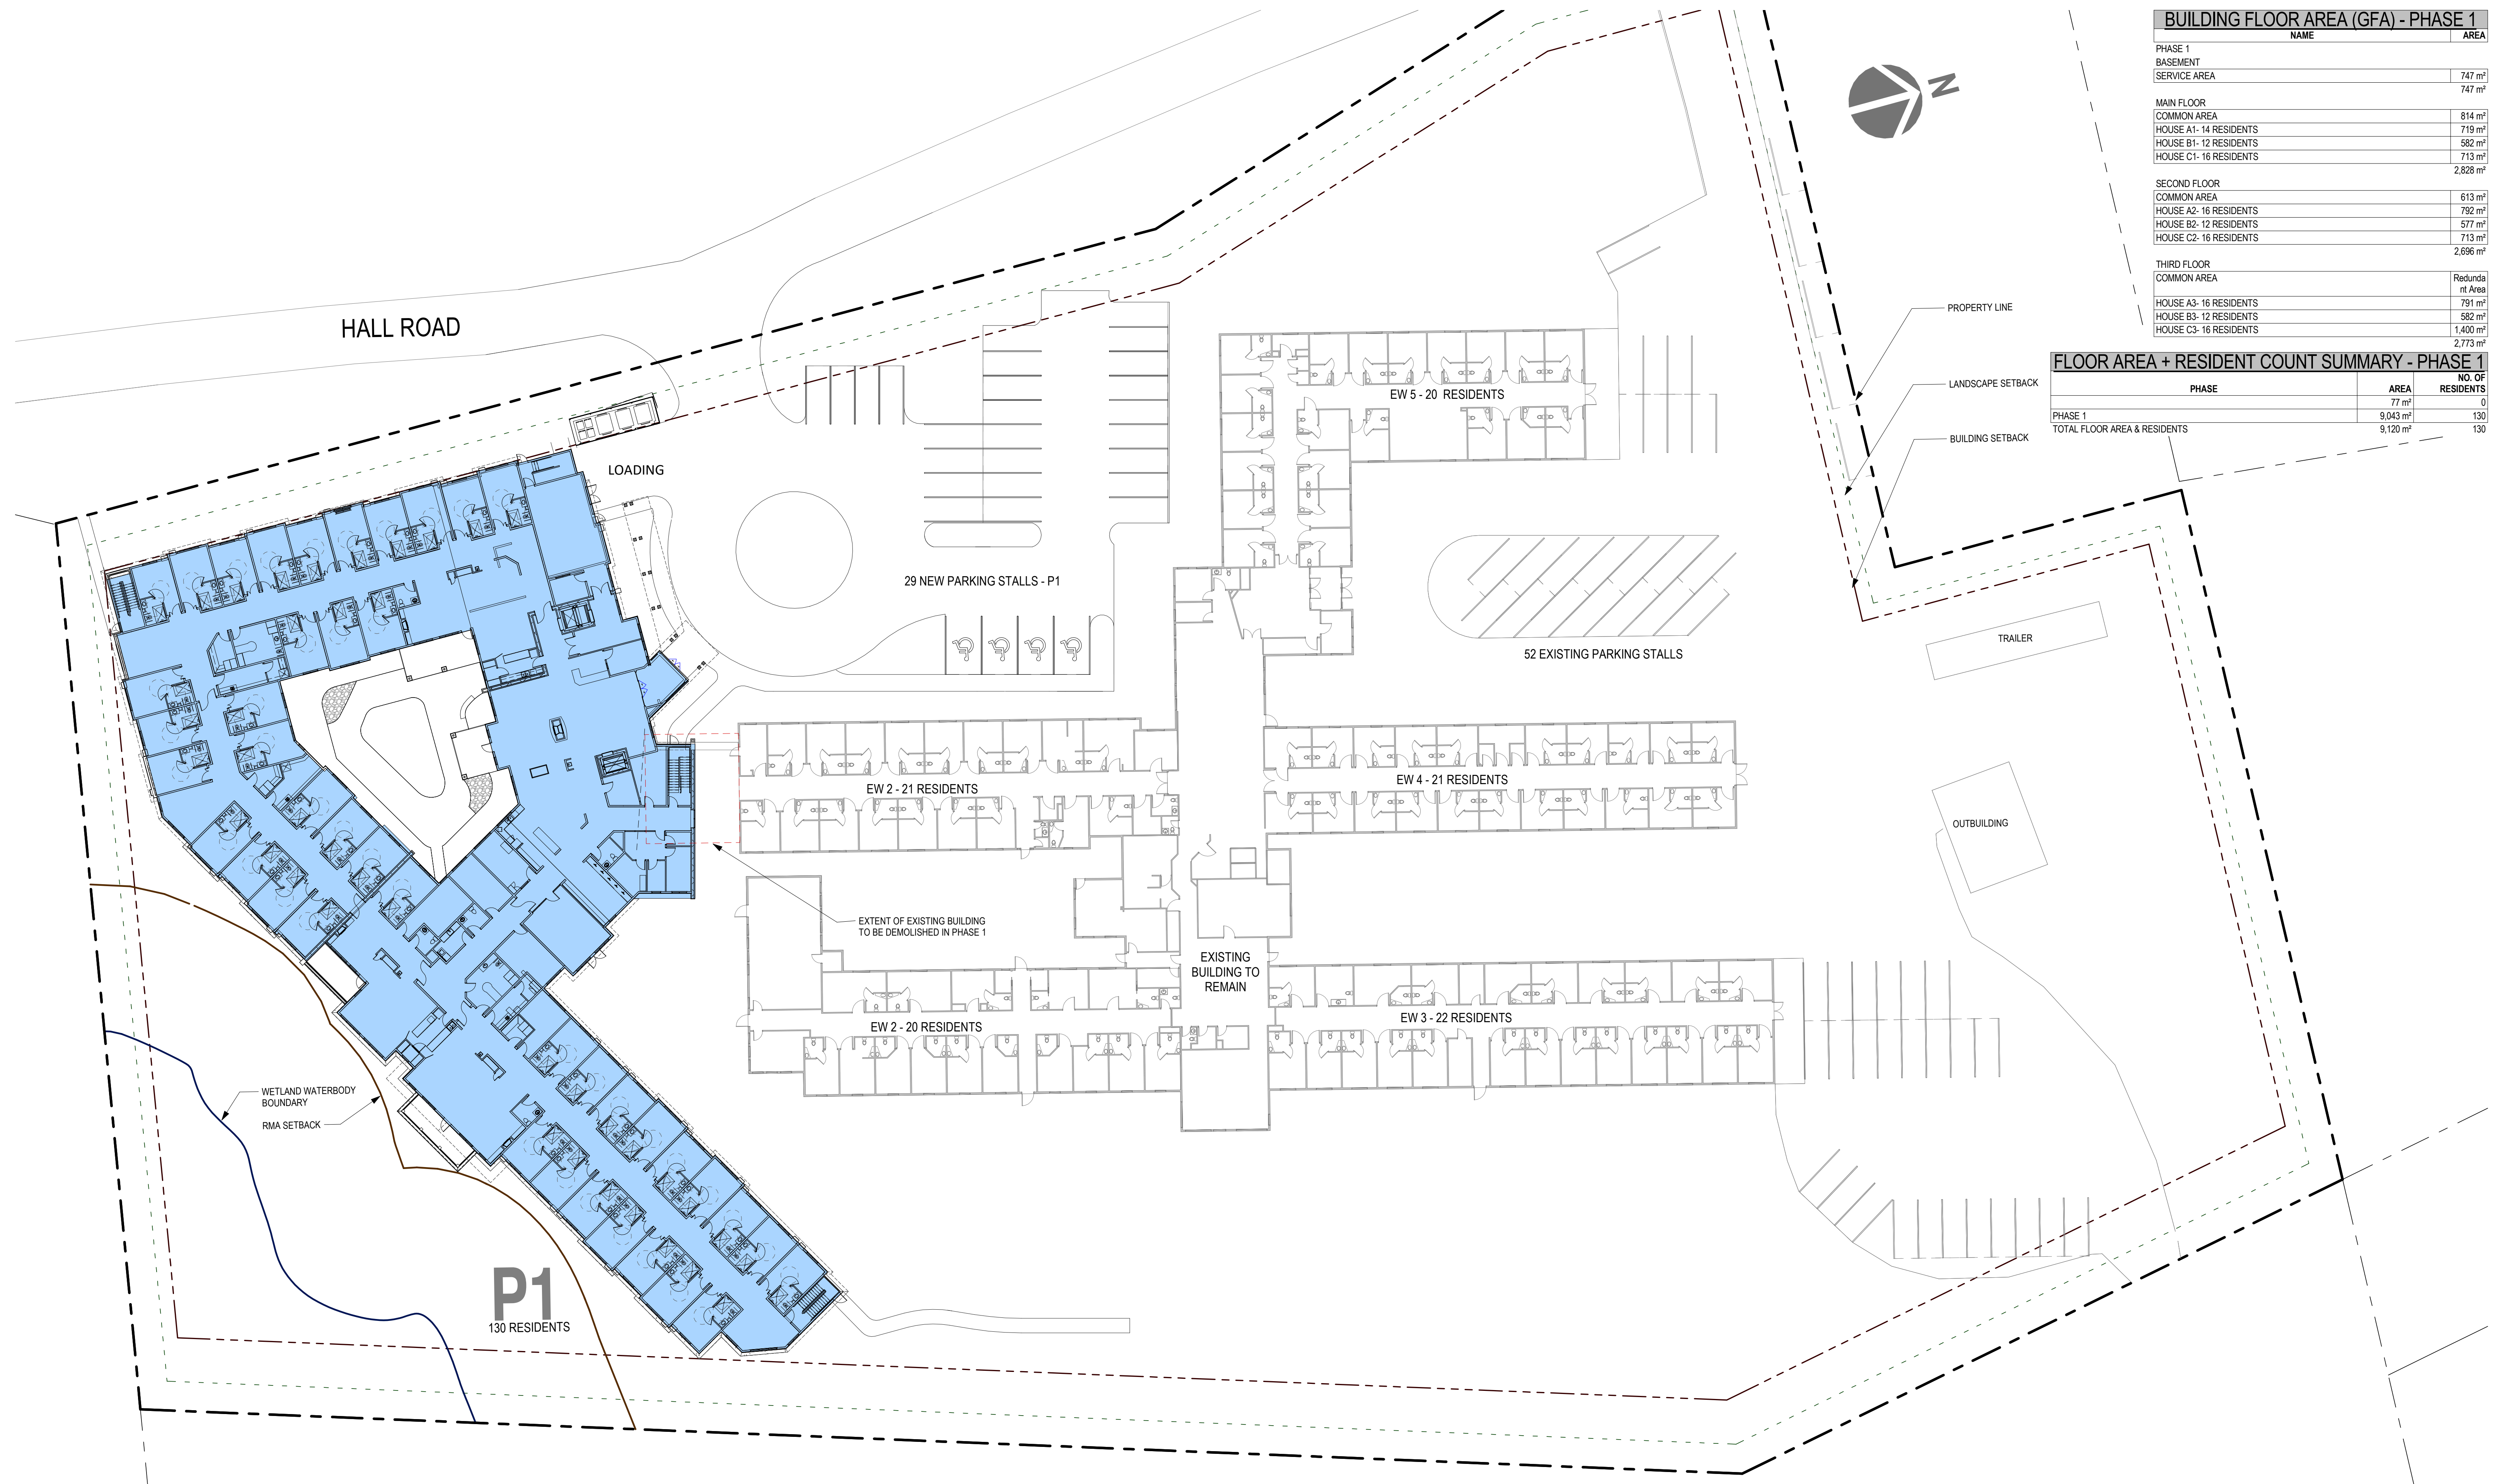 BUILDING FLOOR AREA (GFA) - PHASE 1
NAME AREA
PHASE 1
BASEMENT
SERVICE AREA 747 m²
747 m²
MAIN FLOOR
COMMON AREA 814 m²
HOUSE A1- 14 RESIDENTS 719 m²
HOUSE B1- 12 RESIDENTS 582 m²
HOUSE C1- 16 RESIDENTS 713 m²
2,828 m²
SECOND FLOOR
COMMON AREA 613 m²
HOUSE A2- 16 RESIDENTS 792 m²
HOUSE B2- 12 RESIDENTS 577 m²
HOUSE C2- 16 RESIDENTS 713 m²
2,696 m²
THIRD FLOOR
COMMON AREA Redunda
nt Area
HOUSE A3- 16 RESIDENTS 791 m²
HOUSE B3- 12 RESIDENTS 582 m²
HOUSE C3- 16 RESIDENTS 1,400 m²
2,773 m²
FLOOR AREA + RESIDENT COUNT SUMMARY - PHASE 1
PHASE AREA NO. OF
RESIDENTS
77 m² 0
PHASE 1 9,043 m² 130
TOTAL FLOOR AREA & RESIDENTS 9,120 m² 130
N
PROPERTY LINE
LANDSCAPE SETBACK
BUILDING SETBACK
HALL ROAD
LOADING
29 NEW PARKING STALLS - P1
EW 5 - 20 RESIDENTS
52 EXISTING PARKING STALLS
TRAILER
EW 2 - 21 RESIDENTS
EW 4 - 21 RESIDENTS
OUTBUILDING
EXTENT OF EXISTING BUILDING
TO BE DEMOLISHED IN PHASE 1
EXISTING
BUILDING TO
REMAIN
EW 2 - 20 RESIDENTS
EW 3 - 22 RESIDENTS
WETLAND WATERBODY
BOUNDARY
RMA SETBACK
P1
130 RESIDENTS